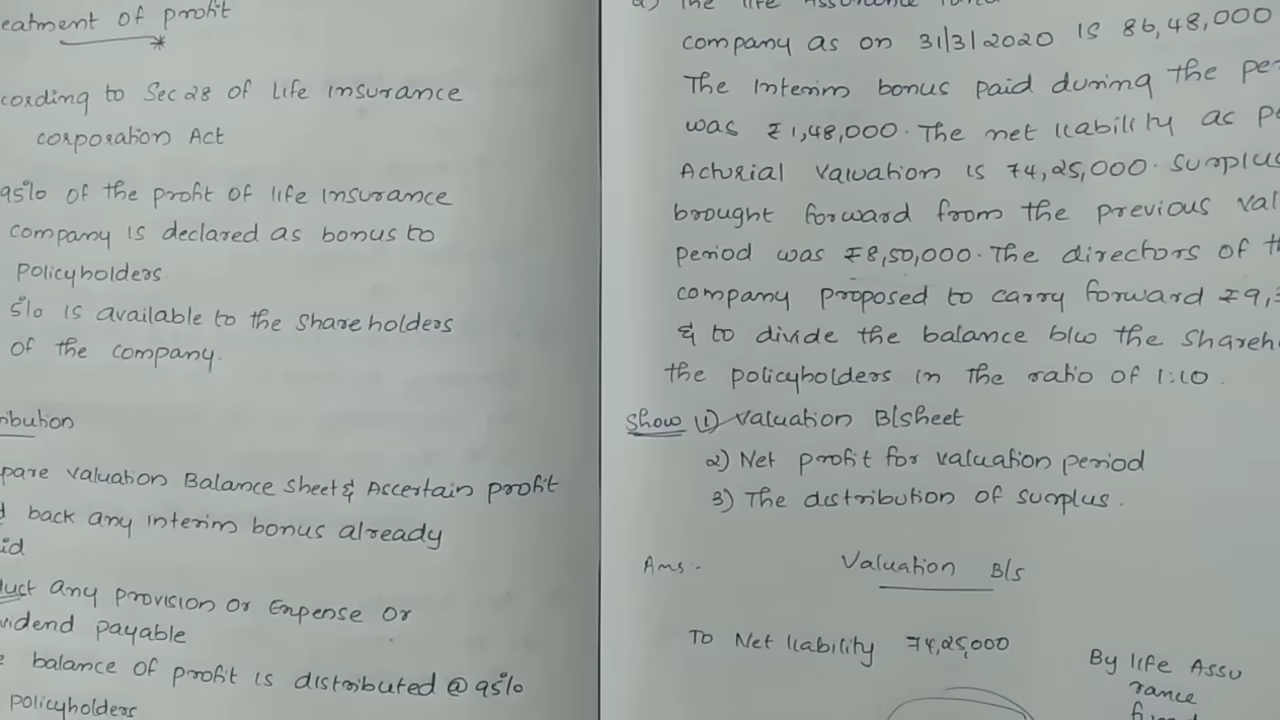 eatment of profit
cording to Sec 28 of Life Insurance
corporation Act
95% of the profit of life Insurance
company is declared as bonus to
policyholders
5% is available to the shareholders
of the company.
ribution
pare valuation Balance sheet & Ascertain profit
d back any interim bonus already
id
duct any provision or Expense or
vidend payable
e balance of profit is distributed @ 95%
policyholders
a) The life Assurance fund
company as on 31/3/2020 is 86,48,000
The Interim bonus paid during the pe
was ₹1,48,000. The net liability as p
Acturial valuation is 74,25,000. Surplus
brought forward from the previous val
period was ₹8,50,000. The directors of t
company proposed to carry forward ₹9,3
& to divide the balance b/w the Shareh
the policyholders in the ratio of 1:10.
Show 1) Valuation B/sheet
2) Net profit for valuation period
3) The distribution of surplus.
Ans -
Valuation B/s
To Net liability 74,25,000
By life Assu
rance
fund